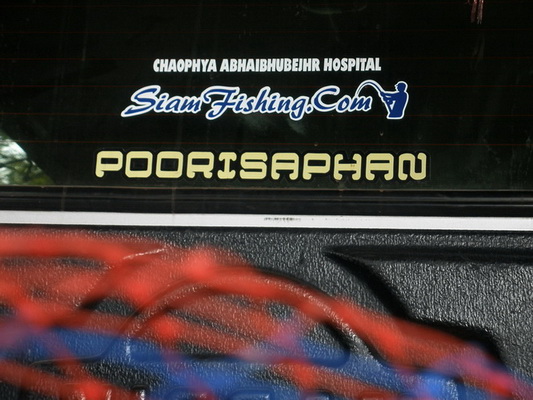 CHAOPHYA ABHAIBHUBEJHR HOSPITAL
SiamFishing.Com
POORISAPHAN